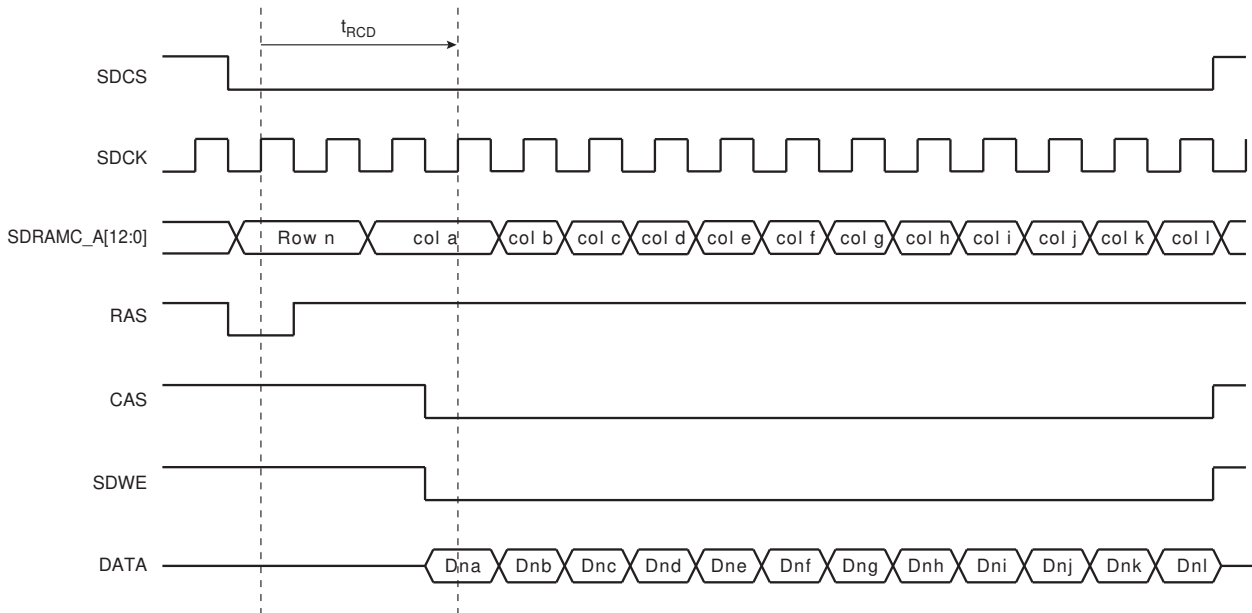 tRCD
SDCS
SDCK
SDRAMC_A[12:0] Row n col a col b col c col d col e col f col g col h col i col j col k col l
RAS
CAS
SDWE
DATA Dna Dnb Dnc Dnd Dne Dnf Dng Dnh Dni Dnj Dnk Dnl